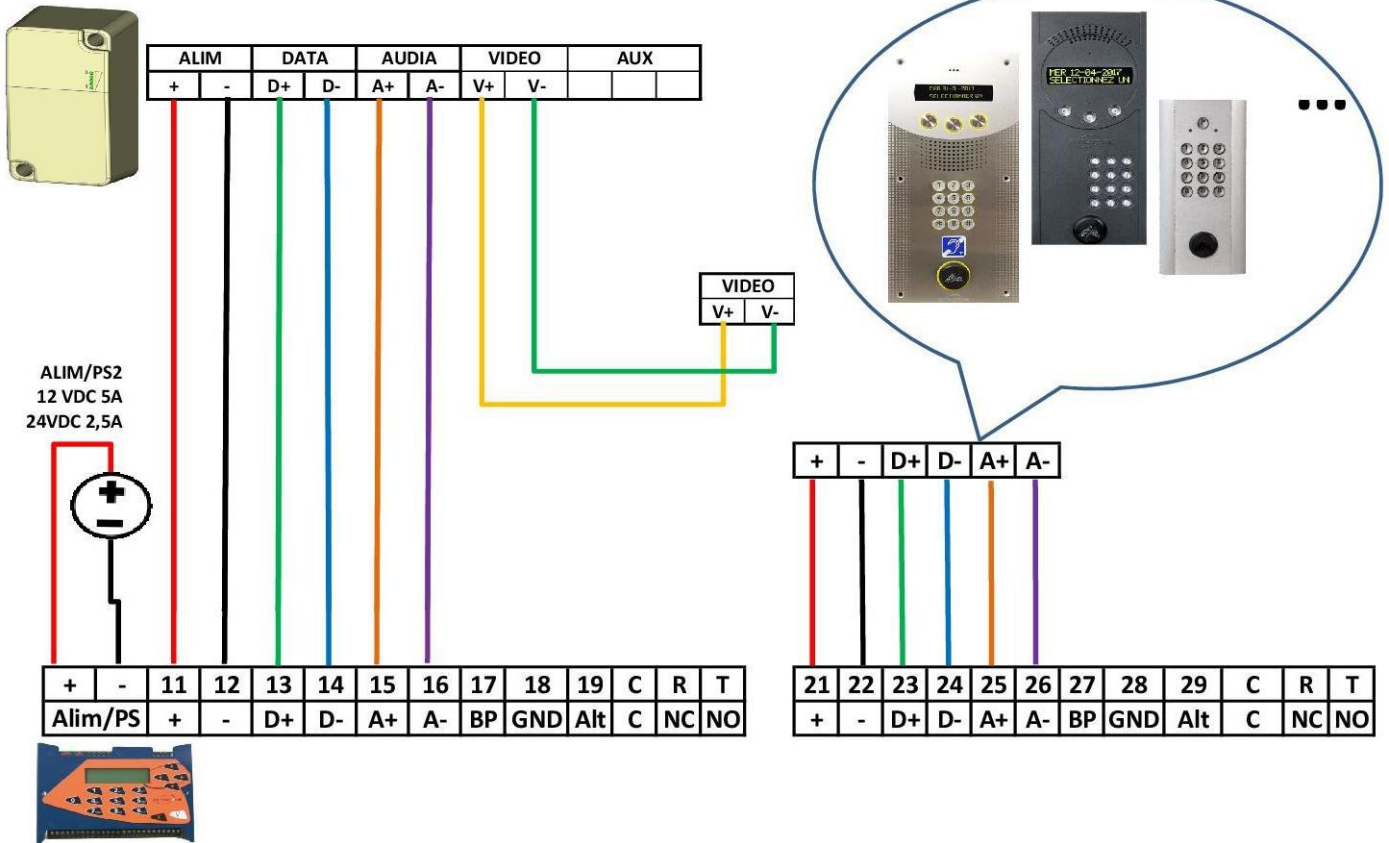 ALIM DATA AUDIA VIDEO AUX
+ - D+ D- A+ A- V+ V-
MER 12-04-2017
SELECTIONNEZ UN
VIDEO
V+ V-
ALIM/PS2
12 VDC 5A
24VDC 2,5A
+ - D+ D- A+ A-
+ - 11 12 13 14 15 16 17 18 19 C R T
Alim/PS + - D+ D- A+ A- BP GND Alt C NC NO
21 22 23 24 25 26 27 28 29 C R T
+ - D+ D- A+ A- BP GND Alt C NC NO